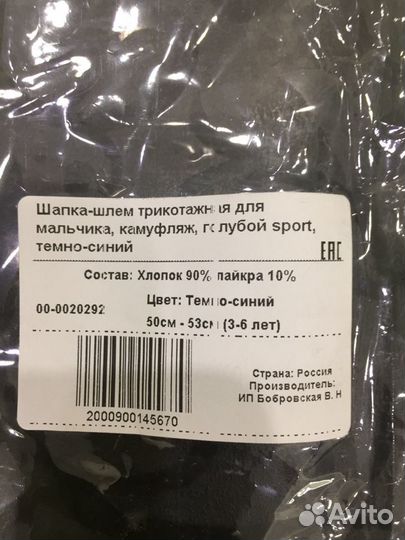 Шапка-шлем трикотажная для
мальчика, камуфляж, голубой sport,
темно-синий
EAC
Состав: Хлопок 90% лайкра 10%
00-0020292
Цвет: Темно-синий
50см - 53см (3-6 лет)
2000900145670
Страна: Россия
Производитель:
ИП Бобровская В. Н
Avito